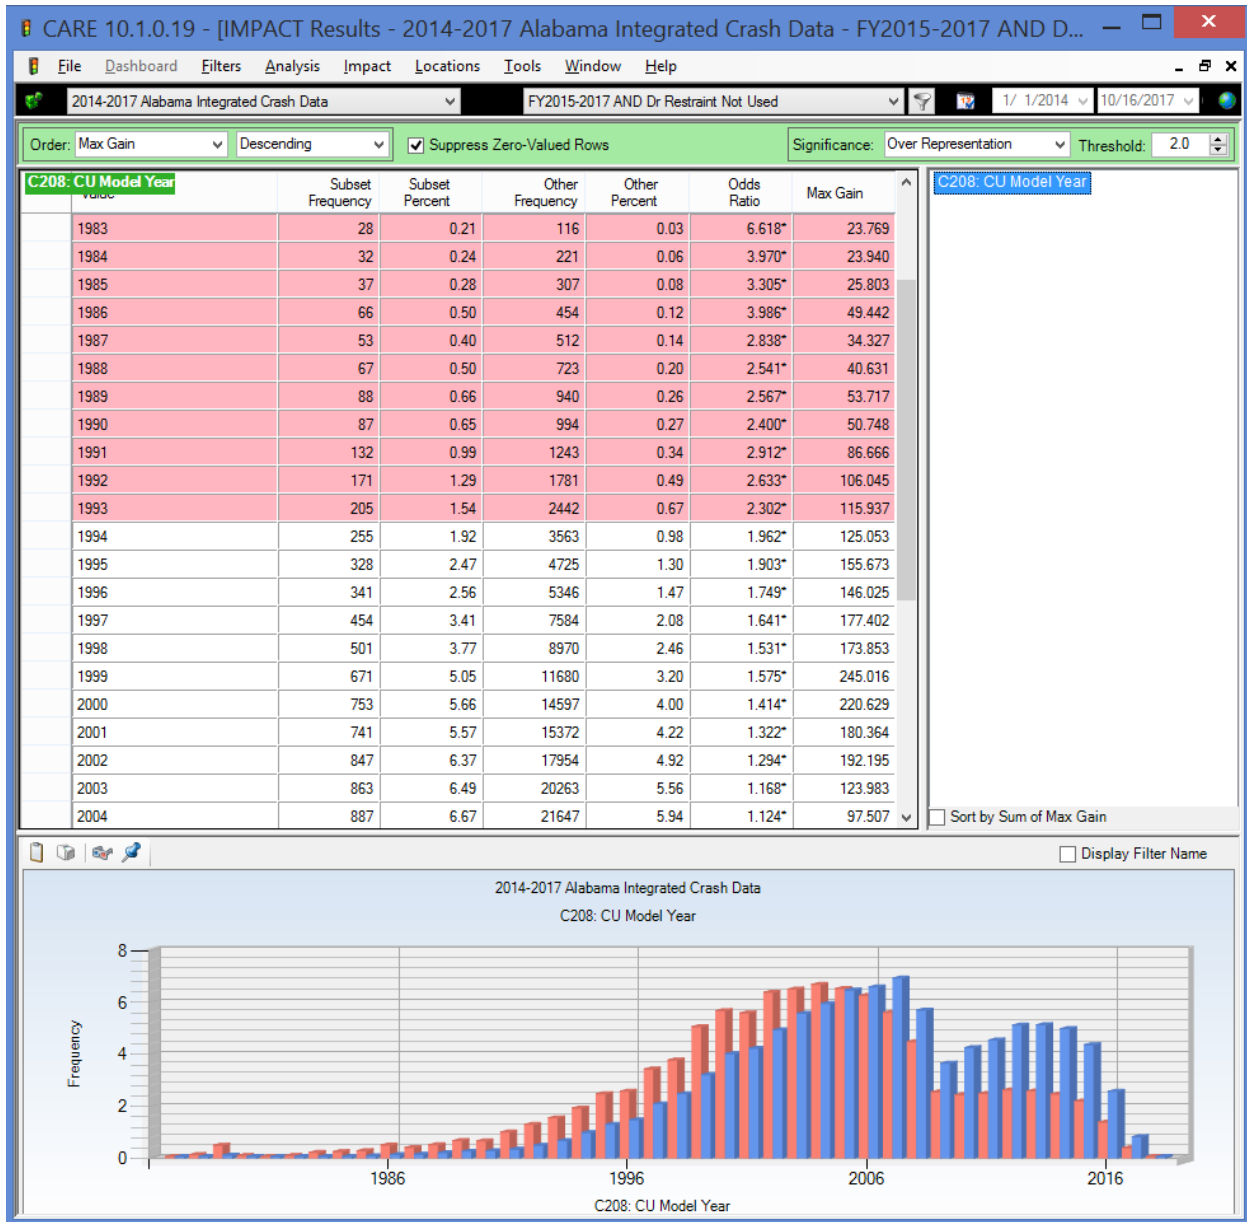 CARE 10.1.0.19 - [IMPACT Results - 2014-2017 Alabama Integrated Crash Data - FY2015-2017 AND D...
File Dashboard Filters Analysis Impact Locations Tools Window Help
2014-2017 Alabama Integrated Crash Data FY2015-2017 AND Dr Restraint Not Used 1/ 1/2014 10/16/2017
Order: Max Gain Descending Suppress Zero-Valued Rows Significance: Over Representation Threshold: 2.0
C208: CU Model Year Subset Frequency Subset Percent Other Frequency Other Percent Odds Ratio Max Gain C208: CU Model Year
1983 28 0.21 116 0.03 6.618* 23.769
1984 32 0.24 221 0.06 3.970* 23.940
1985 37 0.28 307 0.08 3.305* 25.803
1986 66 0.50 454 0.12 3.986* 49.442
1987 53 0.40 512 0.14 2.838* 34.327
1988 67 0.50 723 0.20 2.541* 40.631
1989 88 0.66 940 0.26 2.567* 53.717
1990 87 0.65 994 0.27 2.400* 50.748
1991 132 0.99 1243 0.34 2.912* 86.666
1992 171 1.29 1781 0.49 2.633* 106.045
1993 205 1.54 2442 0.67 2.302* 115.937
1994 255 1.92 3563 0.98 1.962* 125.053
1995 328 2.47 4725 1.30 1.903* 155.673
1996 341 2.56 5346 1.47 1.749* 146.025
1997 454 3.41 7584 2.08 1.641* 177.402
1998 501 3.77 8970 2.46 1.531* 173.853
1999 671 5.05 11680 3.20 1.575* 245.016
2000 753 5.66 14597 4.00 1.414* 220.629
2001 741 5.57 15372 4.22 1.322* 180.364
2002 847 6.37 17954 4.92 1.294* 192.195
2003 863 6.49 20263 5.56 1.168* 123.983
2004 887 6.67 21647 5.94 1.124* 97.507
Sort by Sum of Max Gain
Display Filter Name
2014-2017 Alabama Integrated Crash Data
C208: CU Model Year
8
6
4
2
0
Frequency
1986 1996 2006 2016
C208: CU Model Year